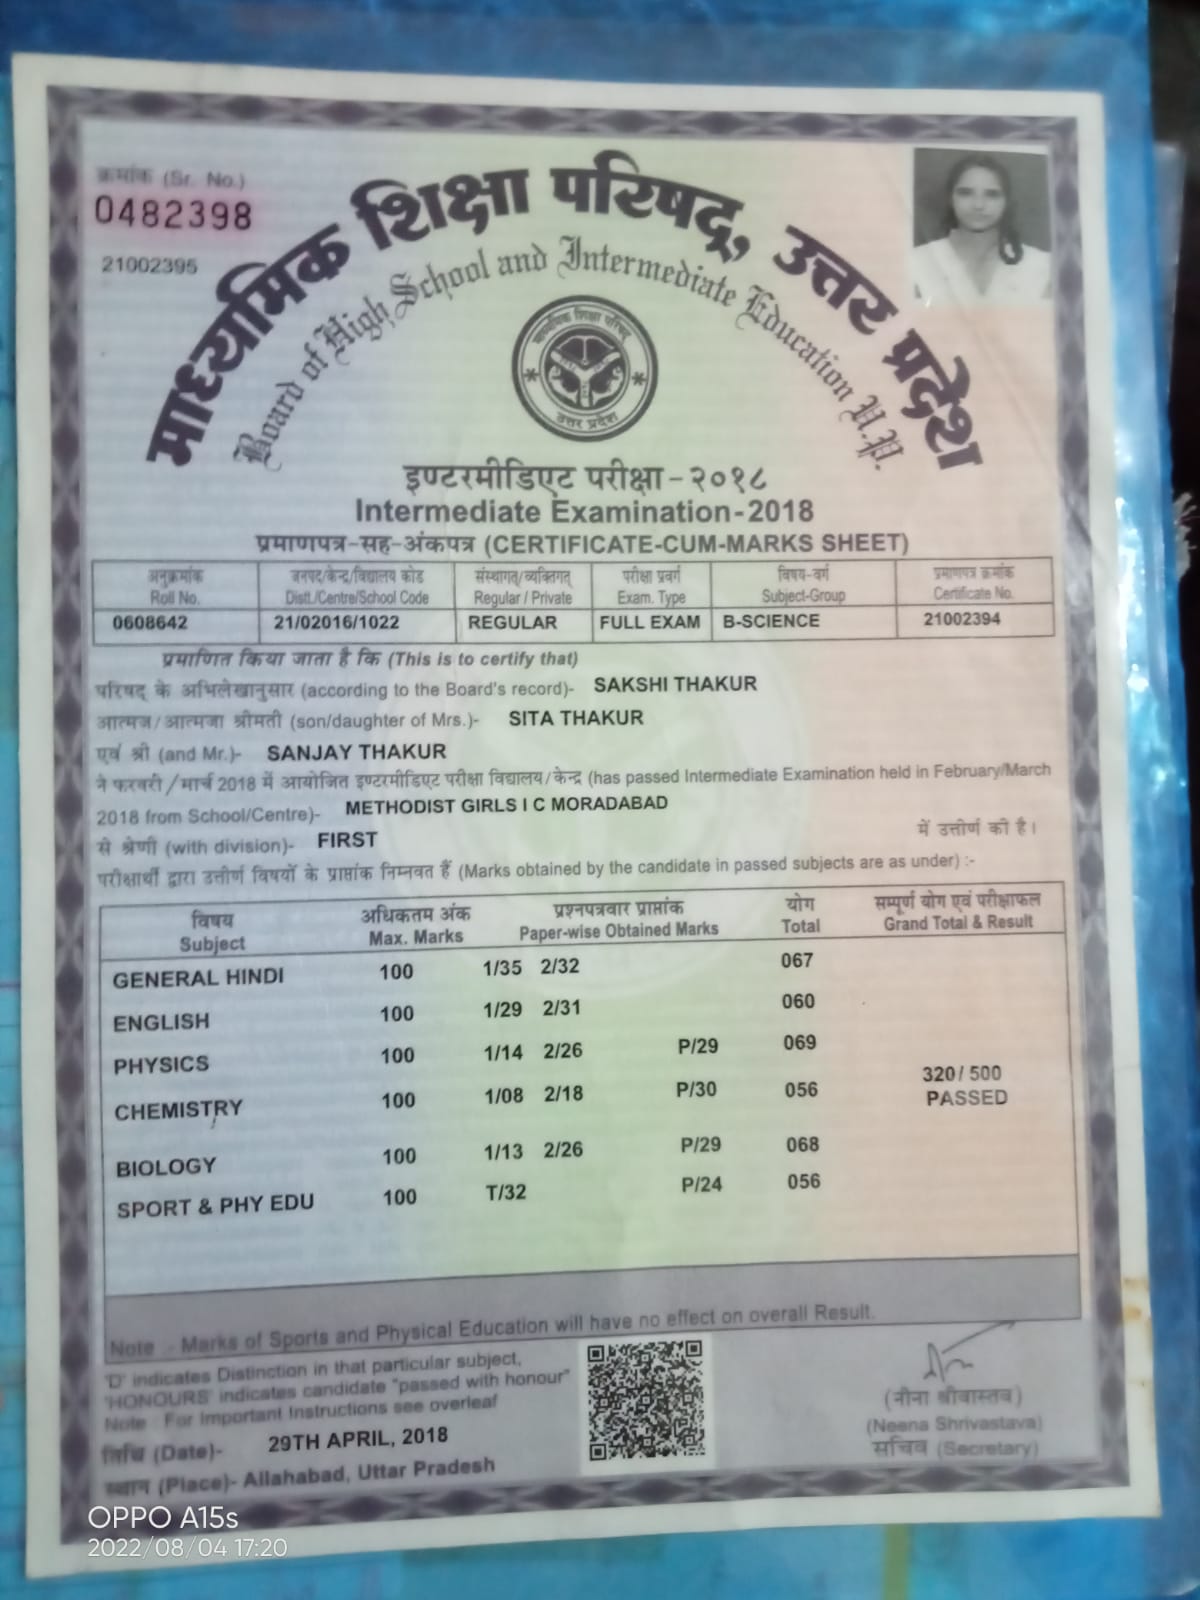 क्रमांक (Sr. No.)
0482398
21002395
माध्यमिक शिक्षा परिषद्, उत्तर प्रदेश
Board of High School and Intermediate Education U.P.
माध्यमिक शिक्षा परिषद्
उत्तर प्रदेश
इण्टरमीडिएट परीक्षा-२०१८
Intermediate Examination-2018
प्रमाणपत्र-सह-अंकपत्र (CERTIFICATE-CUM-MARKS SHEET)
अनुक्रमांक जनपद/केन्द्र/विद्यालय कोड संस्थागत/व्यक्तिगत परीक्षा प्रवर्ग विषय-वर्ग प्रमाणपत्र क्रमांक
Roll No. Distt./Centre/School Code Regular / Private Exam. Type Subject-Group Certificate No.
0608642 21/02016/1022 REGULAR FULL EXAM B-SCIENCE 21002394
प्रमाणित किया जाता है कि (This is to certify that)
परिषद् के अभिलेखानुसार (according to the Board's record)- SAKSHI THAKUR
आत्मज/आत्मजा श्रीमती (son/daughter of Mrs.)- SITA THAKUR
एवं श्री (and Mr.)- SANJAY THAKUR
ने फरवरी/मार्च 2018 में आयोजित इण्टरमीडिएट परीक्षा विद्यालय/केन्द्र (has passed Intermediate Examination held in February/March
2018 from School/Centre)- METHODIST GIRLS I C MORADABAD
से श्रेणी (with division)- FIRST में उत्तीर्ण की है।
परीक्षार्थी द्वारा उत्तीर्ण विषयों के प्राप्तांक निम्नवत हैं (Marks obtained by the candidate in passed subjects are as under) :-
विषय अधिकतम अंक प्रश्नपत्रवार प्राप्तांक योग सम्पूर्ण योग एवं परीक्षाफल
Subject Max. Marks Paper-wise Obtained Marks Total Grand Total & Result
GENERAL HINDI 100 1/35 2/32 067
ENGLISH 100 1/29 2/31 060
PHYSICS 100 1/14 2/26 P/29 069
320/ 500
CHEMISTRY 100 1/08 2/18 P/30 056
PASSED
BIOLOGY 100 1/13 2/26 P/29 068
SPORT & PHY EDU 100 T/32 P/24 056
Note :- Marks of Sports and Physical Education will have no effect on overall Result.
'D' indicates Distinction in that particular subject,
'HONOURS' indicates candidate "passed with honour"
Note : For Important Instructions see overleaf
तिथि (Date)- 29TH APRIL, 2018
स्थान (Place)- Allahabad, Uttar Pradesh
(नीना श्रीवास्तव)
(Neena Shrivastava)
सचिव (Secretary)
OPPO A15s
2022/08/04 17:20